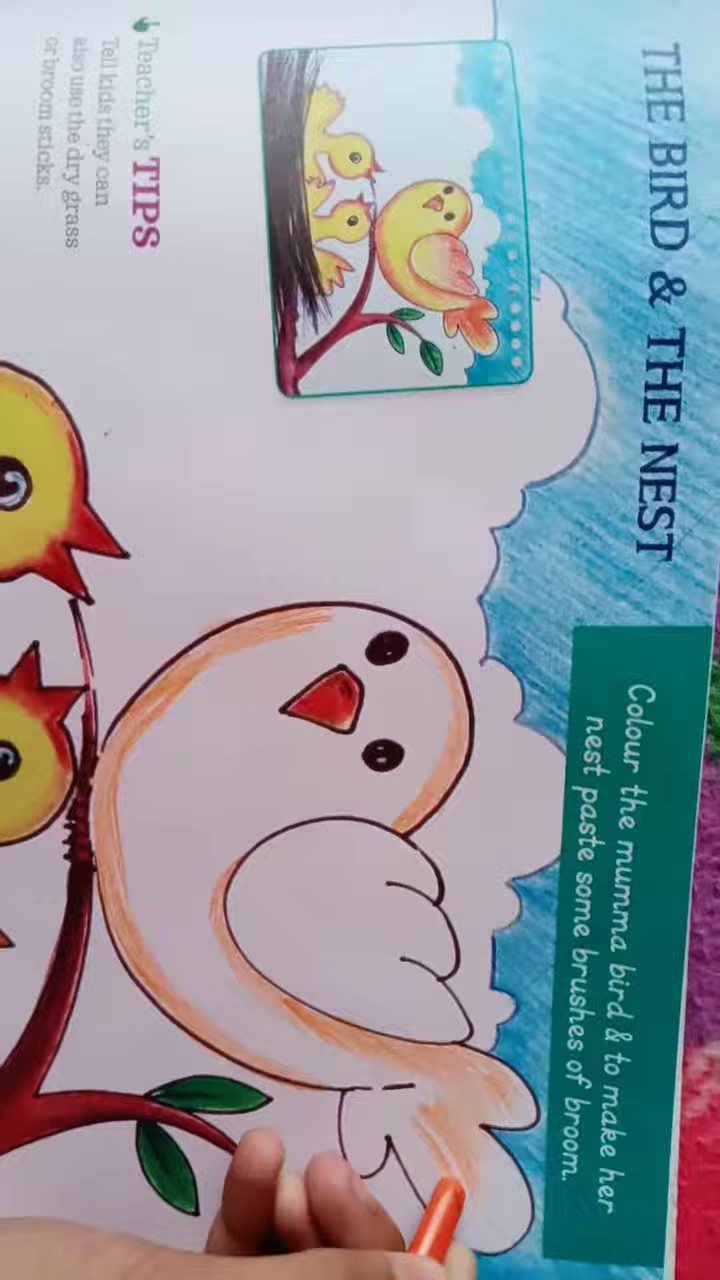 THE BIRD & THE NEST
Colour the mumma bird & to make her
nest paste some brushes of broom.
Teacher's TIPS
Tell kids they can
also use the dry grass
or broom sticks.